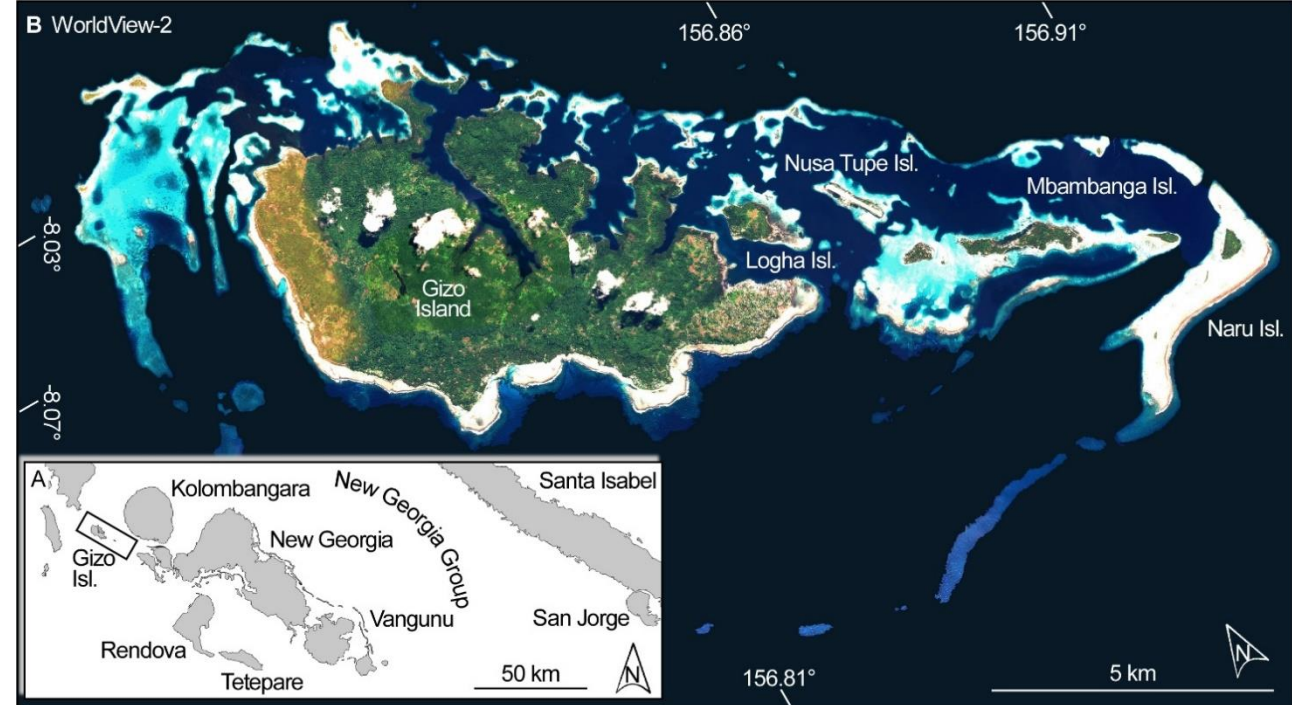 B WorldView-2
156.86°
156.91°
Nusa Tupe Isl.
Mbambanga Isl.
-8.03°
Logha Isl.
Gizo
Island
Naru Isl.
-8.07°
A
Kolombangara
New Georgia Group
Santa Isabel
New Georgia
Gizo
Isl.
Vangunu
San Jorge
Rendova
Tetepare
50 km
N
156.81°
5 km
N